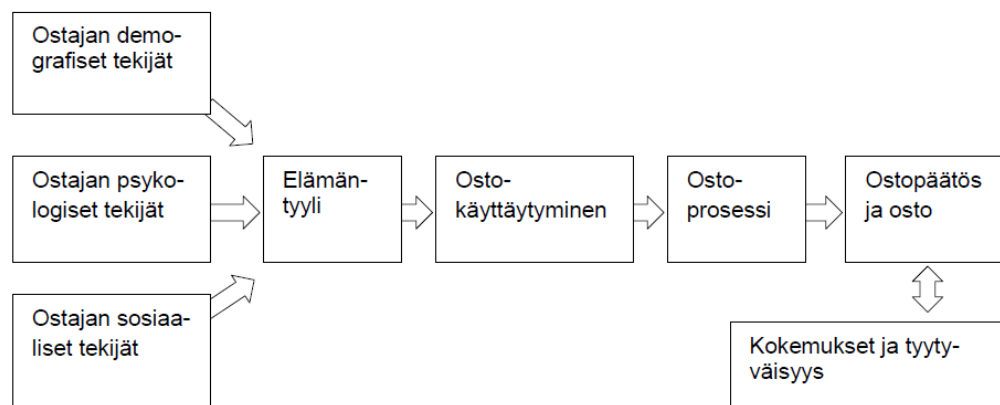 Ostajan demo-
grafiset tekijät
Ostajan psyko-
logiset tekijät
Elämän-
tyyli
Osto-
käyttäytyminen
Osto-
prosessi
Ostopäätös
ja osto
Ostajan sosiaa-
liset tekijät
Kokemukset ja tyyty-
väisyys